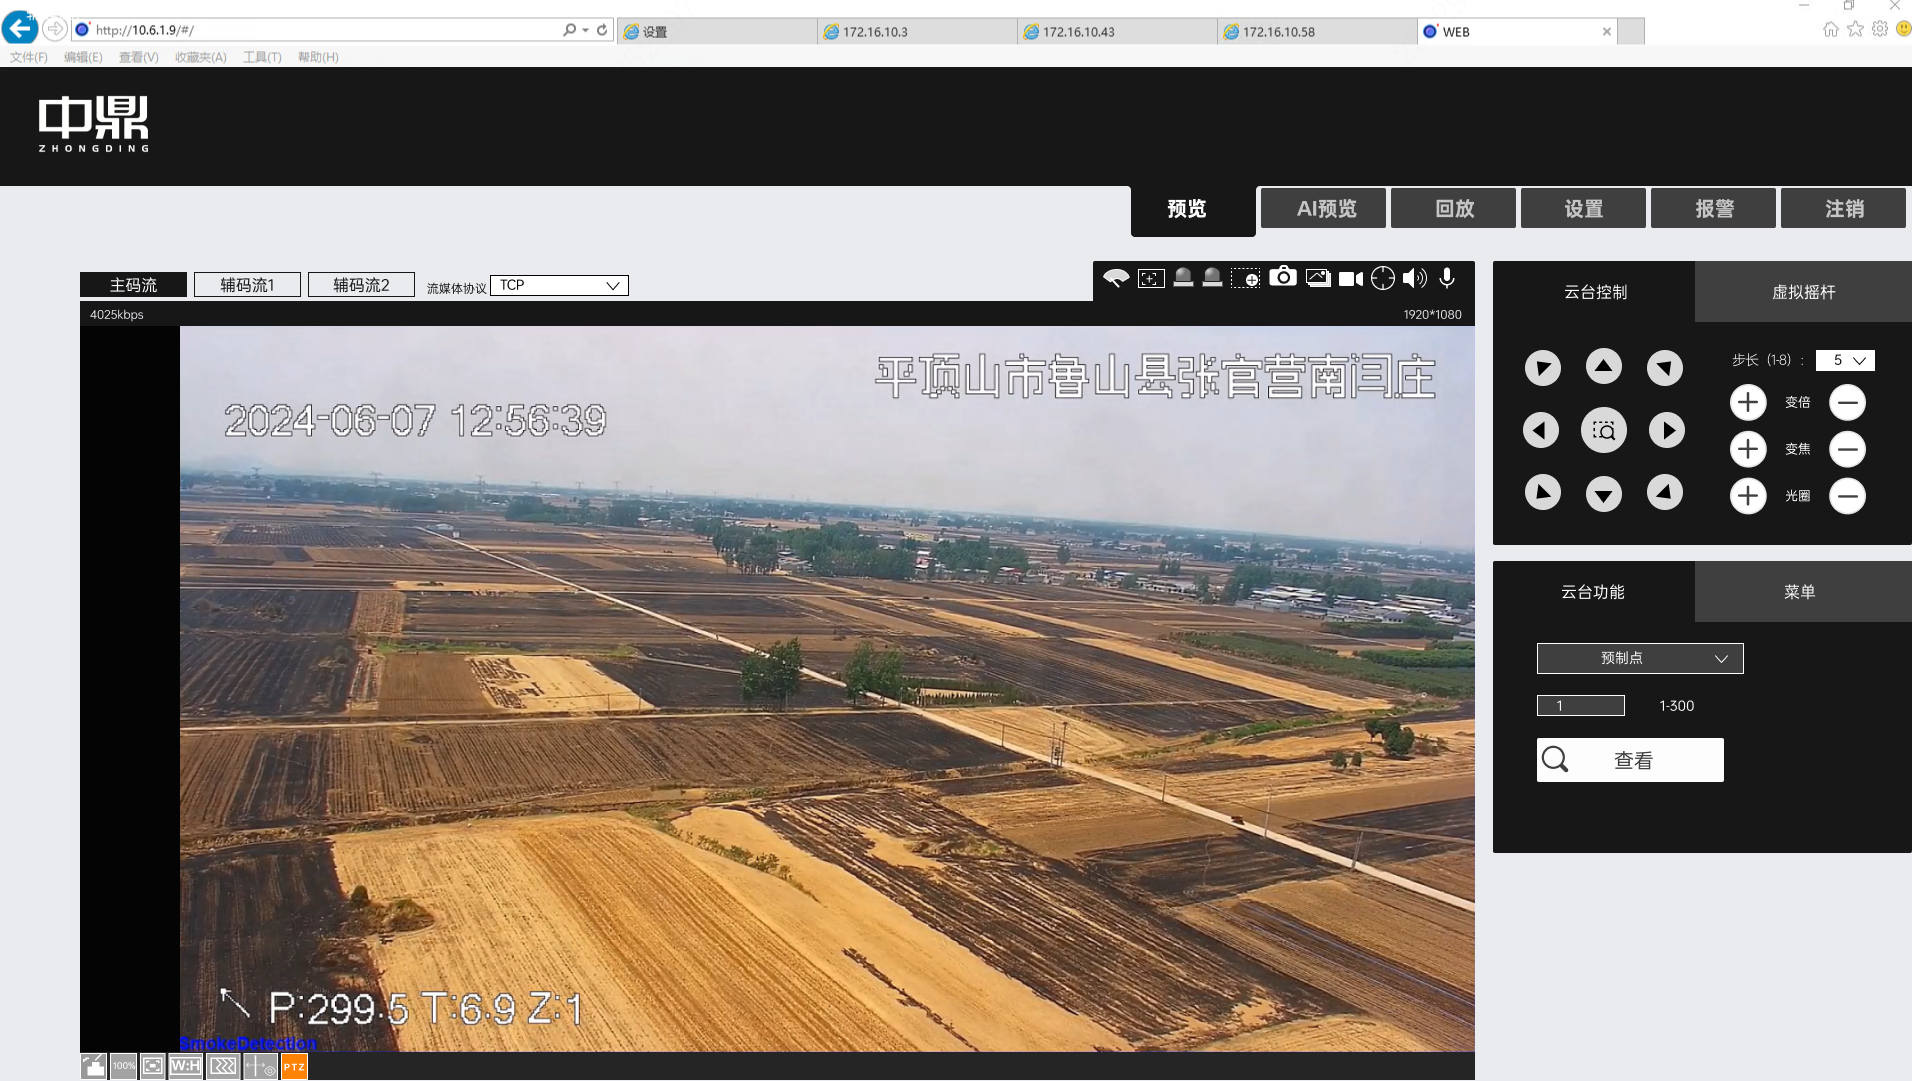 http://10.6.1.9/#/
设置
172.16.10.3
172.16.10.43
172.16.10.58
WEB
文件(F) 编辑(E) 查看(V) 收藏夹(A) 工具(T) 帮助(H)
中鼎
ZHONGDING
预览 AI预览 回放 设置 报警 注销
主码流 辅码流1 辅码流2 流媒体协议 TCP
4025kbps 1920*1080
平顶山市鲁山县张官营南闫庄
2024-06-07 12:56:39
P:299.5 T:6.9 Z:1
SmokeDetection
100% W:H PTZ
云台控制 虚拟摇杆
步长 (1-8) : 5
变倍
变焦
光圈
云台功能 菜单
预制点
1 1-300
查看